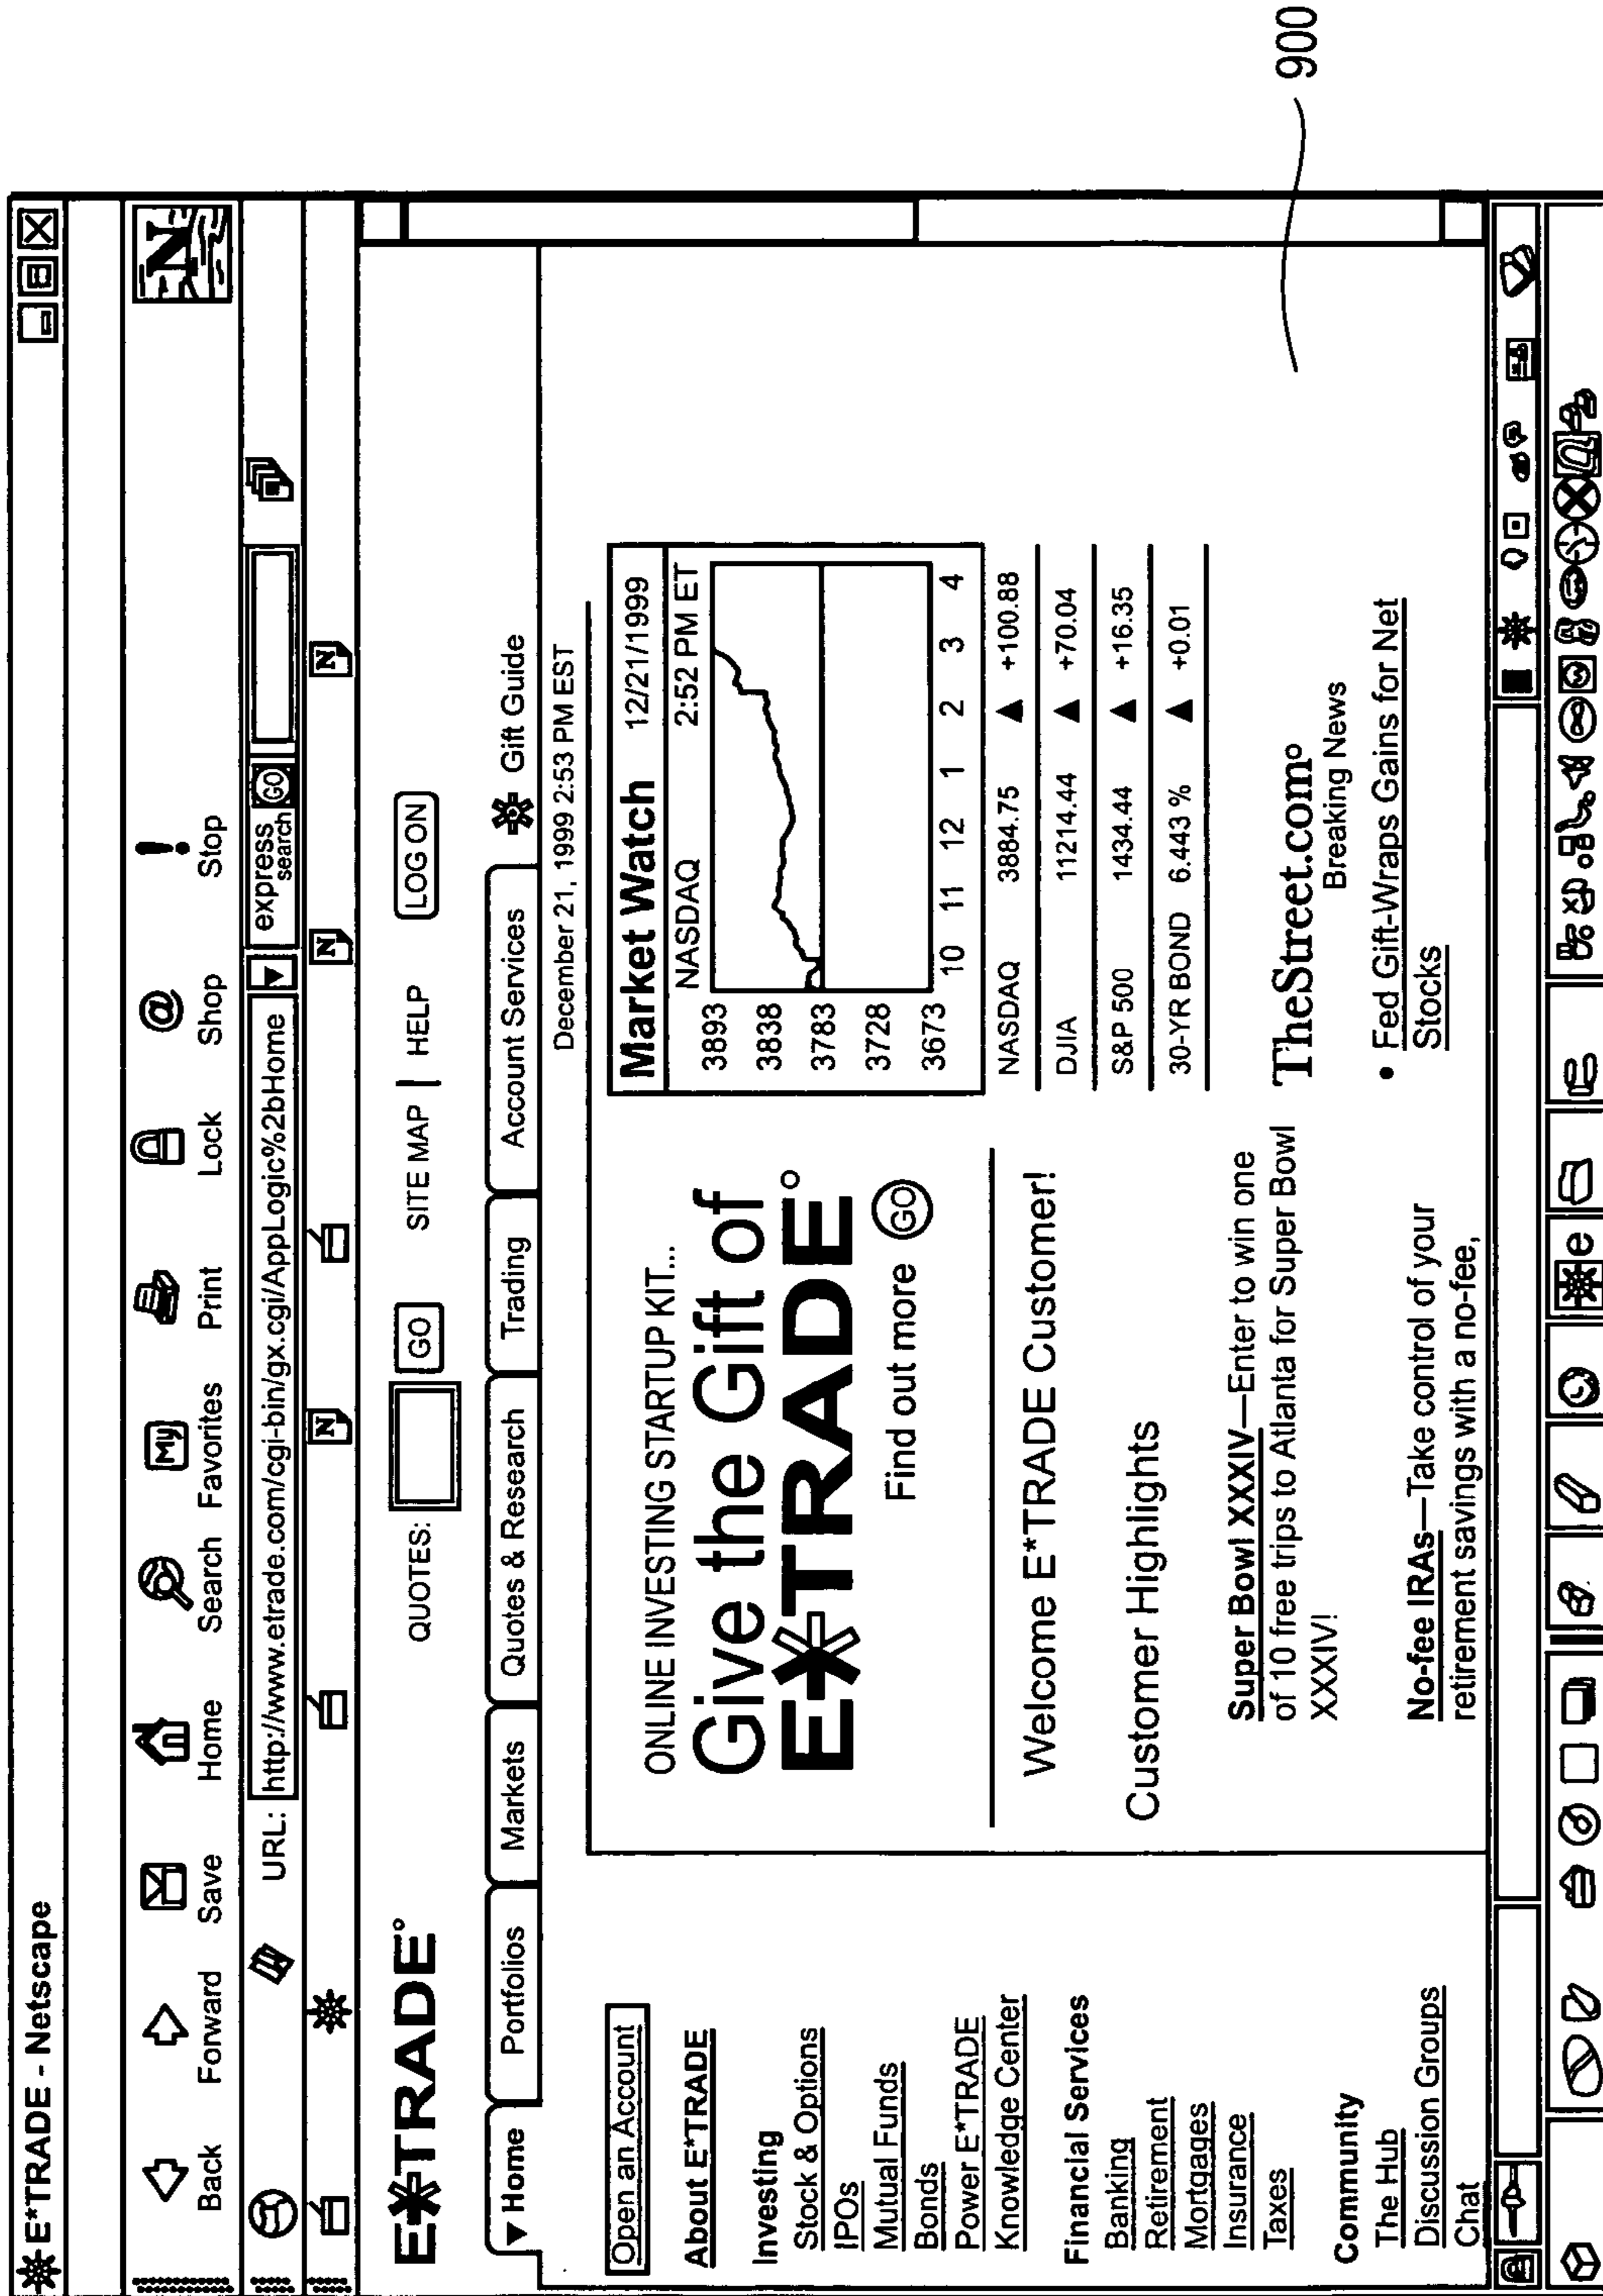 E*TRADE - Netscape
Back Forward Save Home Search Favorites Print Lock Shop Stop
My
@
!
N
URL: http://www.etrade.com/cgi-bin/gx.cgi/AppLogic%2bHome express search GO
N N N
E*TRADE° QUOTES: GO SITE MAP | HELP LOG ON
▼ Home Portfolios Markets Quotes & Research Trading Account Services Gift Guide
December 21, 1999 2:53 PM EST
Open an Account
About E*TRADE
Investing
Stock & Options
IPOs
Mutual Funds
Bonds
Power E*TRADE
Knowledge Center
Financial Services
Banking
Retirement
Mortgages
Insurance
Taxes
Community
The Hub
Discussion Groups
Chat
ONLINE INVESTING STARTUP KIT...
Give the Gift of
E*TRADE°
Find out more GO
Welcome E*TRADE Customer!
Customer Highlights
Super Bowl XXXIV—Enter to win one
of 10 free trips to Atlanta for Super Bowl
XXXIV!
No-fee IRAs—Take control of your
retirement savings with a no-fee,
Market Watch 12/21/1999
NASDAQ 2:52 PM ET
3893
3838
3783
3728
3673
10 11 12 1 2 3 4
NASDAQ 3884.75 ▲ +100.88
DJIA 11214.44 ▲ +70.04
S&P 500 1434.44 ▲ +16.35
30-YR BOND 6.443 % ▲ +0.01
TheStreet.com°
Breaking News
• Fed Gift-Wraps Gains for Net
Stocks
e
900